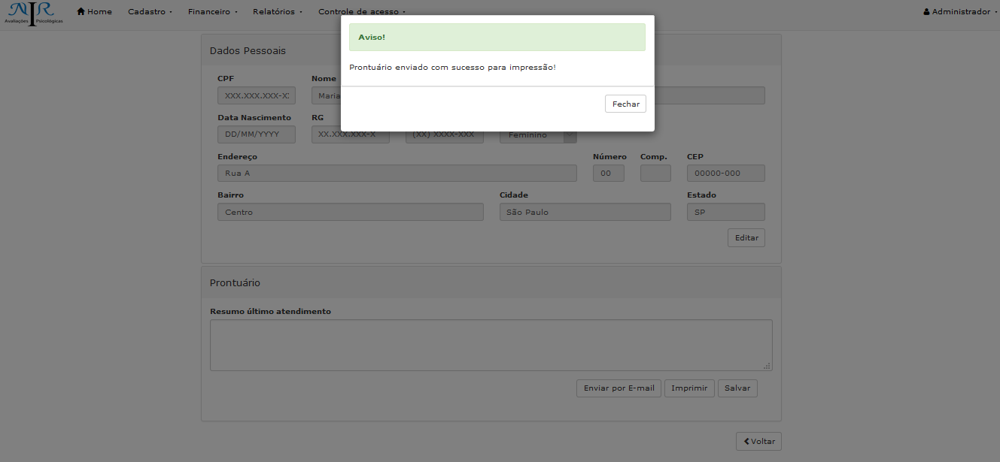 NIR
Avaliações Psicológicas
Home Cadastro Financeiro Relatórios Controle de acesso Administrador
Aviso!
Prontuário enviado com sucesso para impressão!
Fechar
Dados Pessoais
CPF Nome
XXX.XXX.XXX-X Maria
Data Nascimento RG
DD/MM/YYYY XX.XXX.XXX-X (XX) XXXX-XXX Feminino
Endereço Número Comp. CEP
Rua A 00 00000-000
Bairro Cidade Estado
Centro São Paulo SP
Editar
Prontuário
Resumo último atendimento
Enviar por E-mail Imprimir Salvar
Voltar